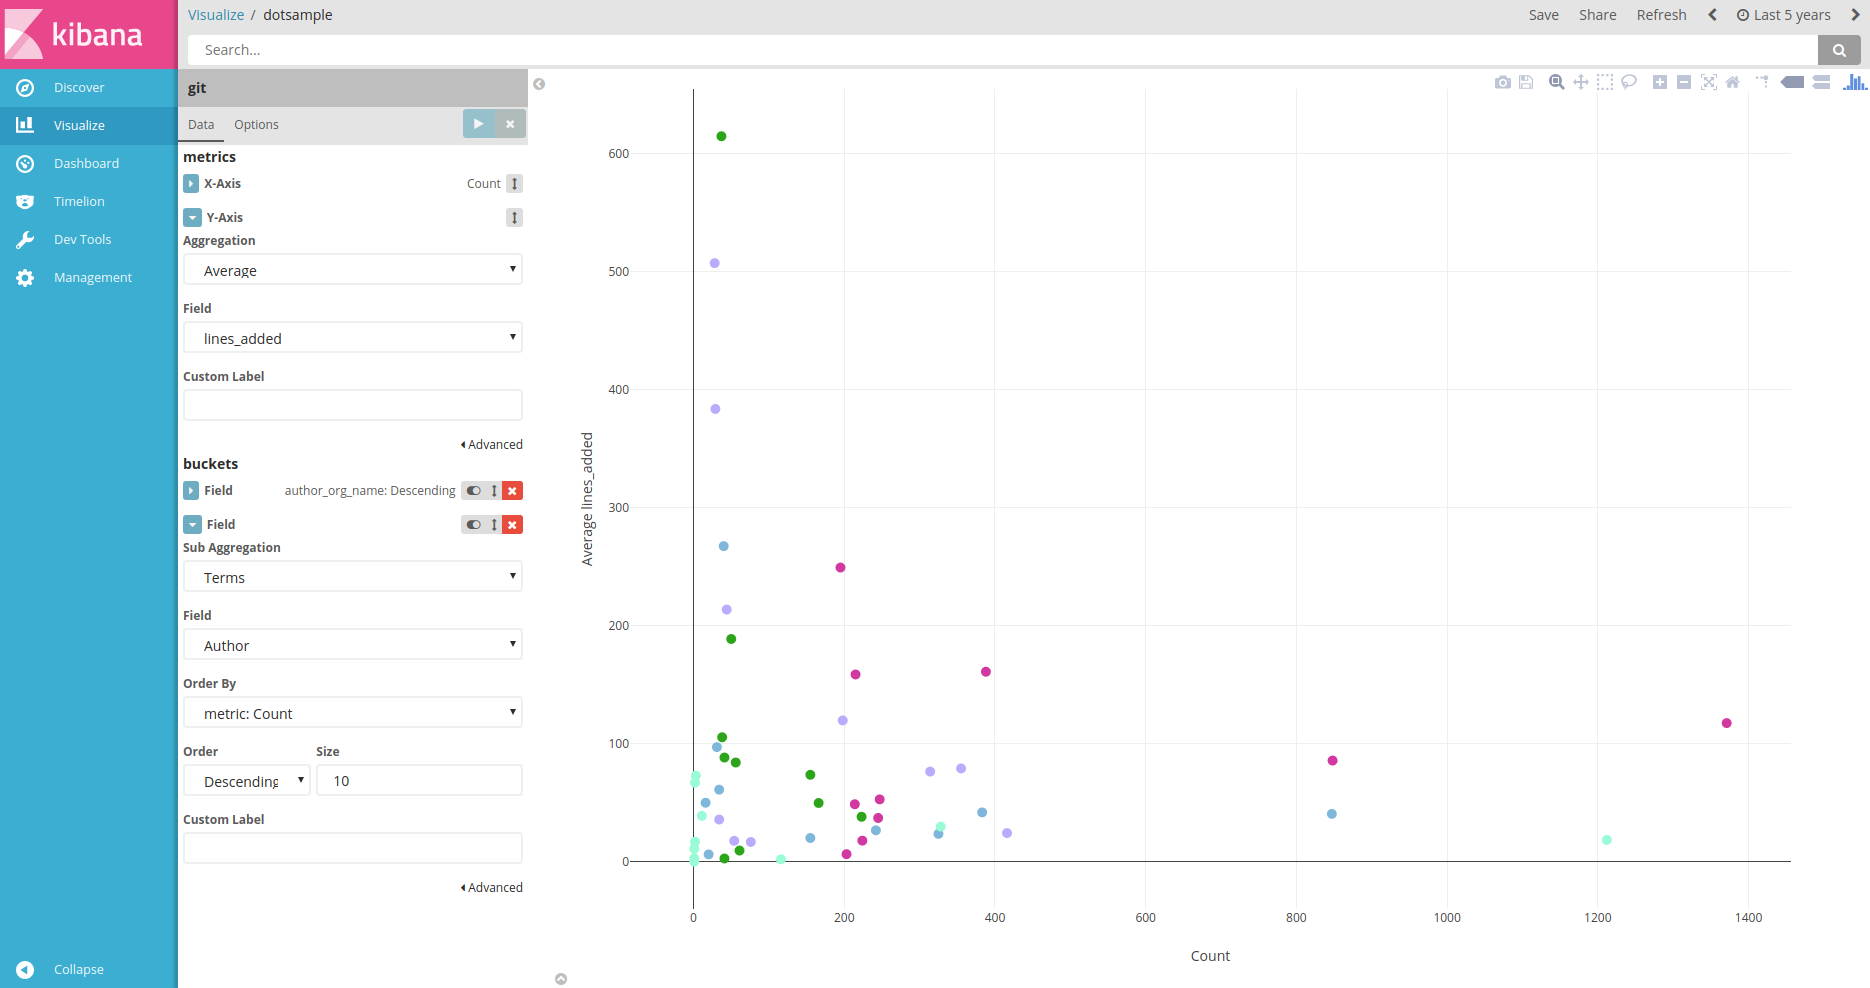 kibana
Visualize / dotsample
Save Share Refresh Last 5 years
Search...
Discover
Visualize
Dashboard
Timelion
Dev Tools
Management
Collapse
git
Data Options
metrics
X-Axis Count
Y-Axis
Aggregation
Average
Field
lines_added
Custom Label
Advanced
buckets
Field author_org_name: Descending
Field
Sub Aggregation
Terms
Field
Author
Order By
metric: Count
Order Size
Descending 10
Custom Label
Advanced
Average lines_added
600
500
400
300
200
100
0
0 200 400 600 800 1000 1200 1400
Count